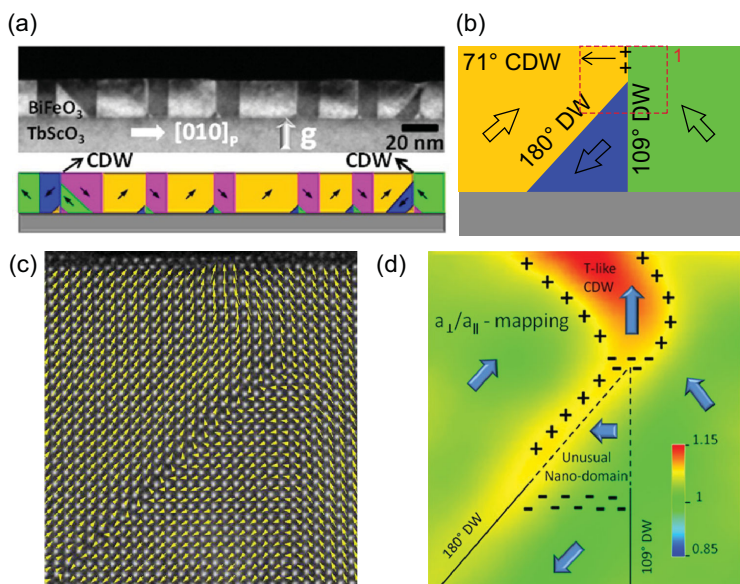 (a)
BiFeO₃
TbScO₃
[010]ₚ
g
20 nm
CDW
CDW
(b)
71° CDW
1
180° DW
109° DW
(c)
(d)
T-like
CDW
a⊥/a∥ - mapping
Unusual
Nano-domain
180° DW
109° DW
1.15
1
0.85